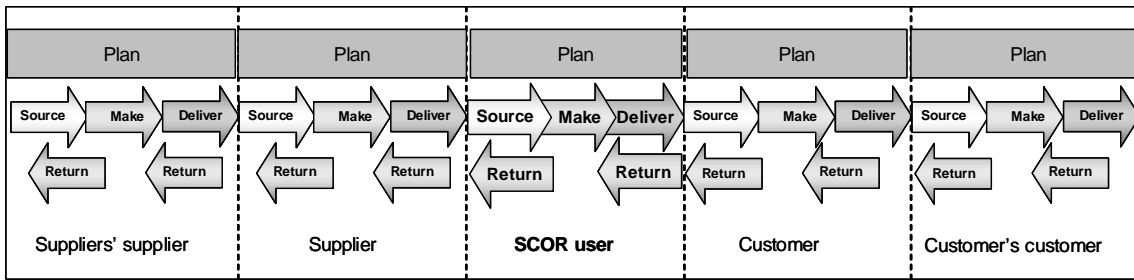 Plan Plan Plan Plan Plan
Source Make Deliver Source Make Deliver Source Make Deliver Source Make Deliver Source Make Deliver
Return Return Return Return Return Return Return Return Return Return
Suppliers' supplier Supplier SCOR user Customer Customer's customer